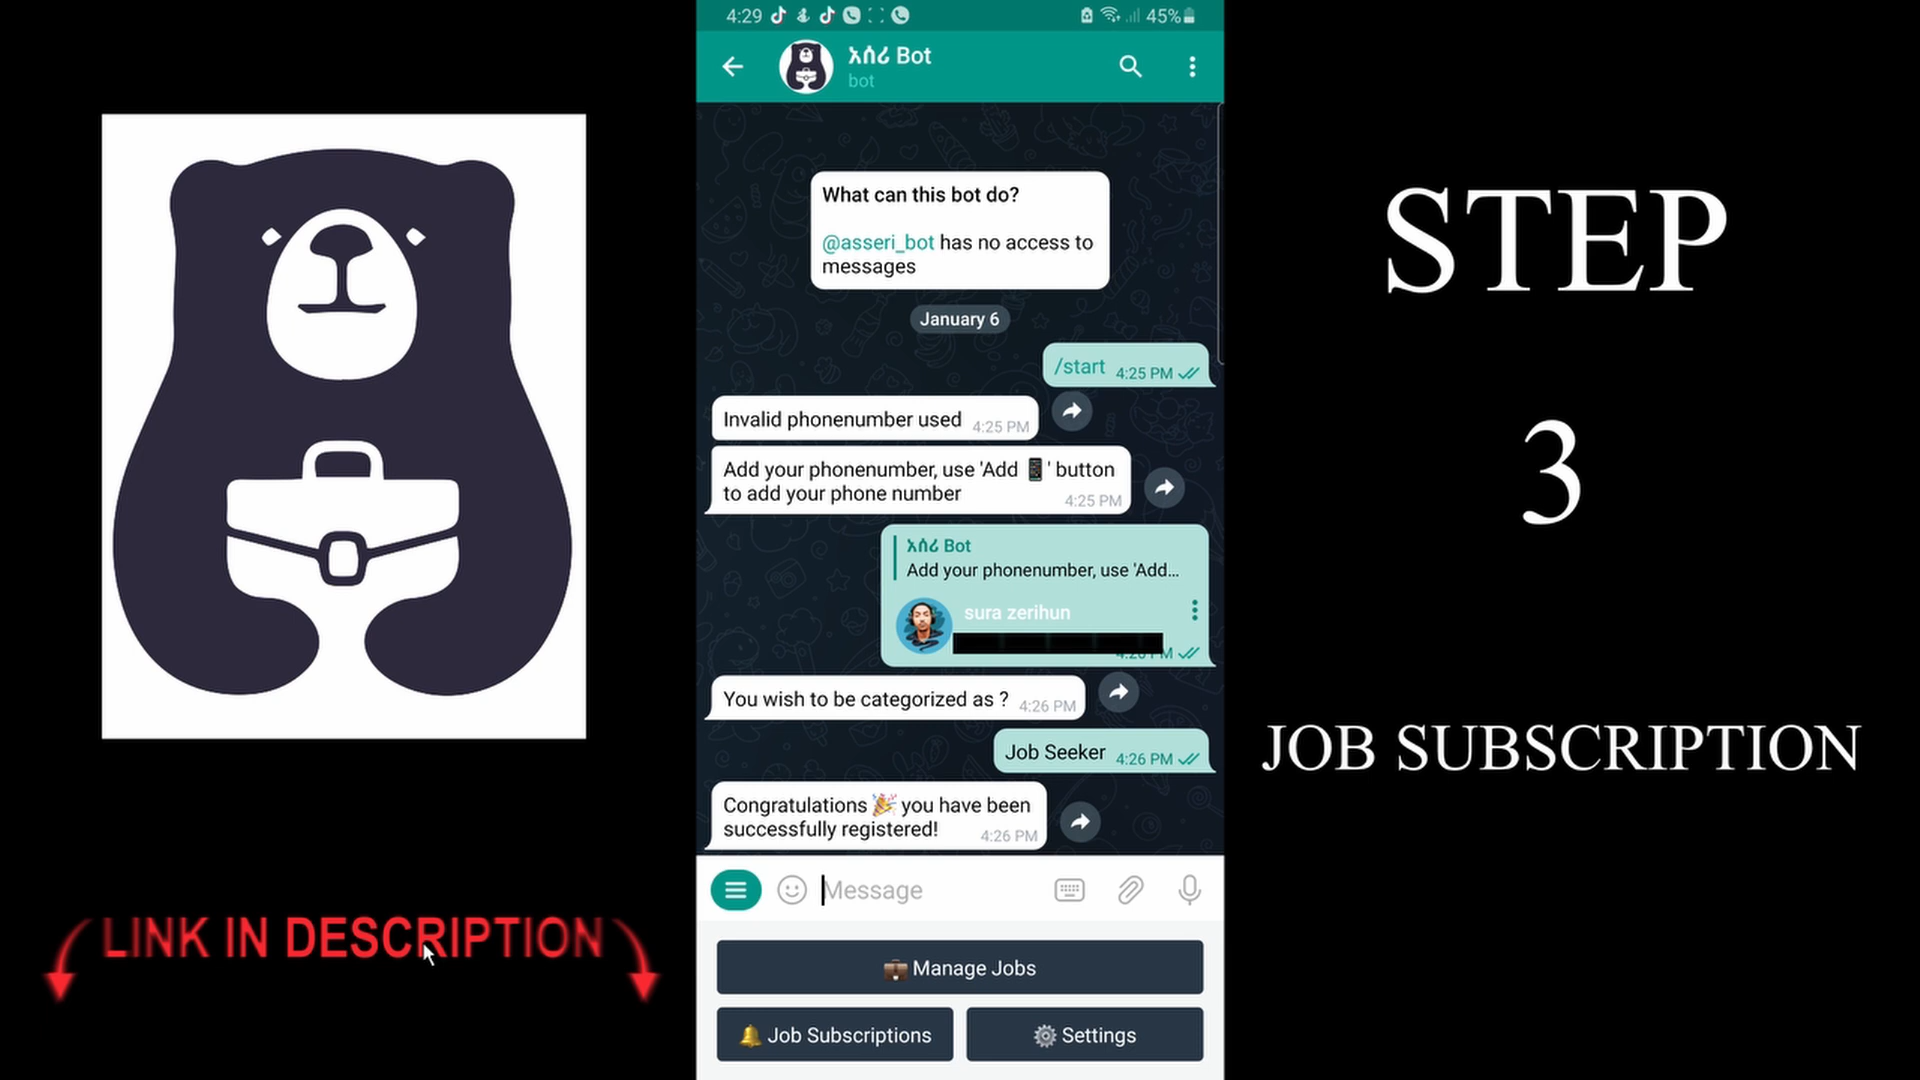 4:29
45%
አሰሪ Bot
bot
What can this bot do?
@asseri_bot has no access to
messages
January 6
/start 4:25 PM
Invalid phonenumber used 4:25 PM
Add your phonenumber, use 'Add 📱' button
to add your phone number 4:25 PM
አሰሪ Bot
Add your phonenumber, use 'Add...
sura zerihun
4:26 PM
You wish to be categorized as ? 4:26 PM
Job Seeker 4:26 PM
Congratulations 🎉 you have been
successfully registered! 4:26 PM
Message
💼 Manage Jobs
🔔 Job Subscriptions
⚙️ Settings
LINK IN DESCRIPTION
STEP
3
JOB SUBSCRIPTION